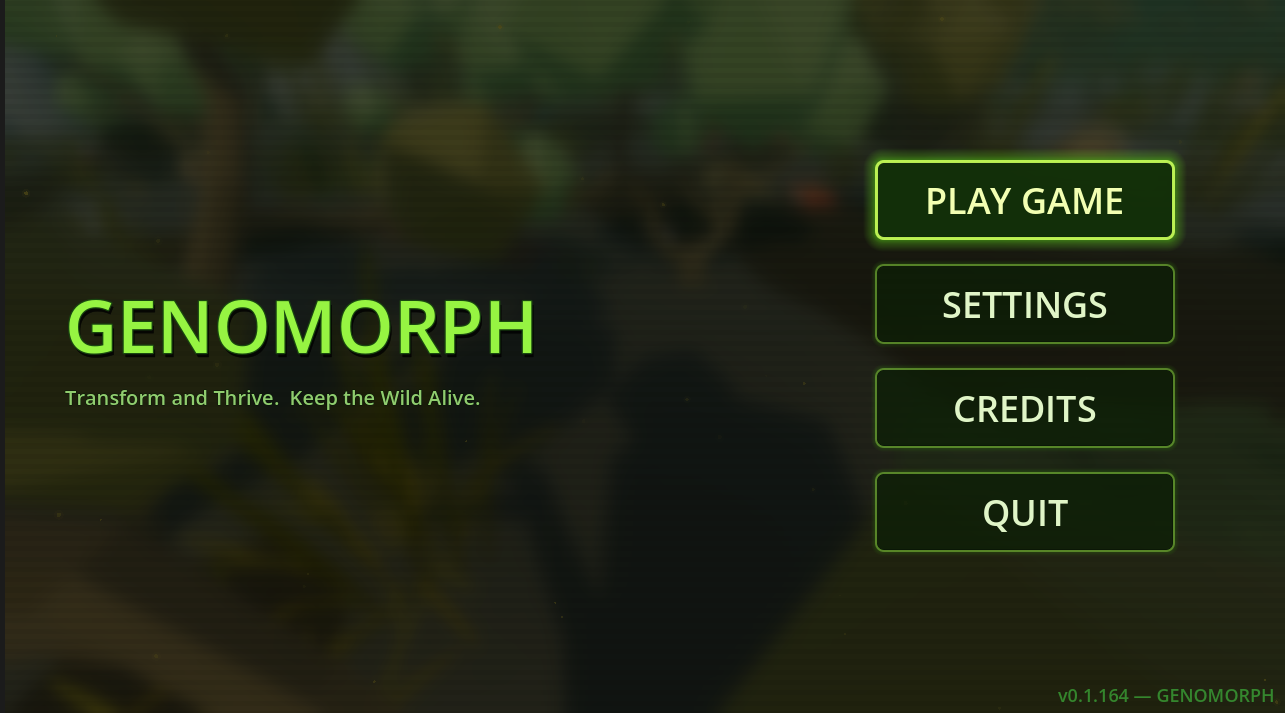 GENOMORPH
Transform and Thrive.  Keep the Wild Alive.
PLAY GAME
SETTINGS
CREDITS
QUIT
v0.1.164 — GENOMORPH